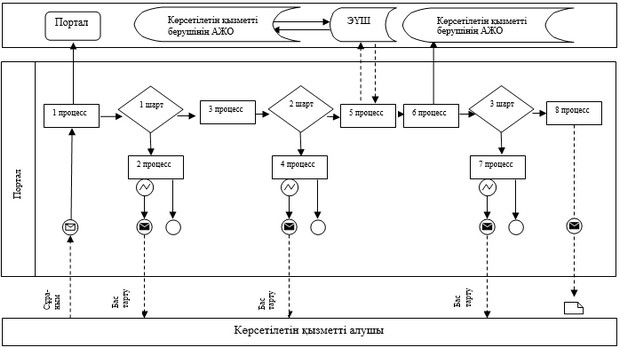 Портал
Көрсетілетін қызметті
берушінің АЖО
ЭҮШ
Көрсетілетін қызметті
берушінің АЖО
Портал
1 процесс
1 шарт
3 процесс
2 шарт
5 процесс
6 процесс
3 шарт
8 процесс
2 процесс
4 процесс
7 процесс
Сұра-
ным
Бас
тарту
Бас
тарту
Бас
тарту
Көрсетілетін қызметті алушы